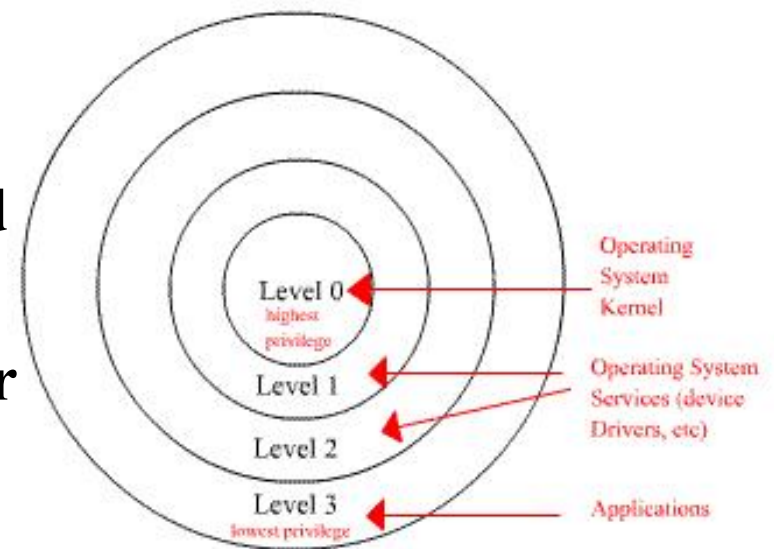 Level 0
highest
privilege
Level 1
Level 2
Level 3
lowest privilege
Operating
System
Kernel
Operating System
Services (device
Drivers, etc)
Applications
r